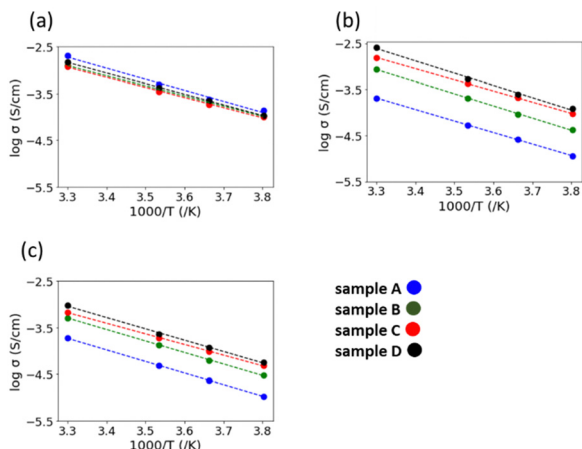 (a)
−2.5
−3.5
−4.5
−5.5
log σ (S/cm)
3.3 3.4 3.5 3.6 3.7 3.8
1000/T (/K)
(b)
−2.5
−3.5
−4.5
−5.5
log σ (S/cm)
3.3 3.4 3.5 3.6 3.7 3.8
1000/T (/K)
(c)
−2.5
−3.5
−4.5
−5.5
log σ (S/cm)
3.3 3.4 3.5 3.6 3.7 3.8
1000/T (/K)
sample A
sample B
sample C
sample D